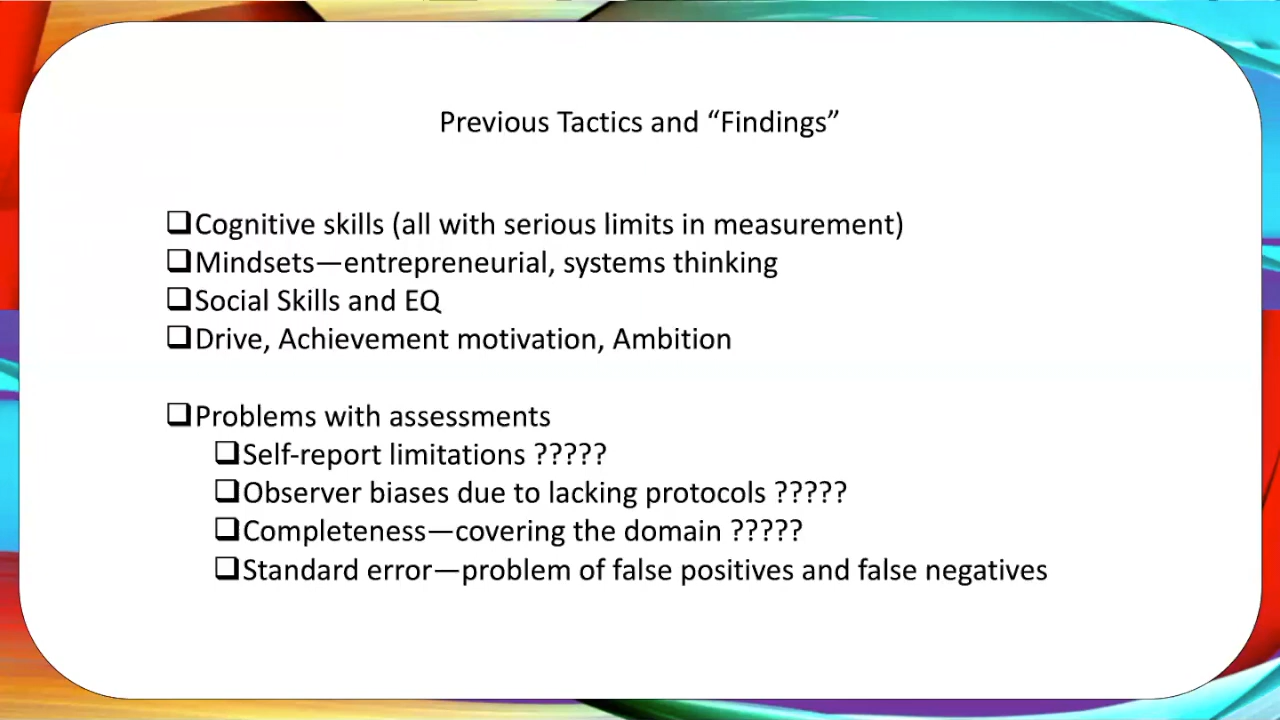 Previous Tactics and “Findings”
❑Cognitive skills (all with serious limits in measurement)
❑Mindsets—entrepreneurial, systems thinking
❑Social Skills and EQ
❑Drive, Achievement motivation, Ambition
❑Problems with assessments
❑Self-report limitations ?????
❑Observer biases due to lacking protocols ?????
❑Completeness—covering the domain ?????
❑Standard error—problem of false positives and false negatives